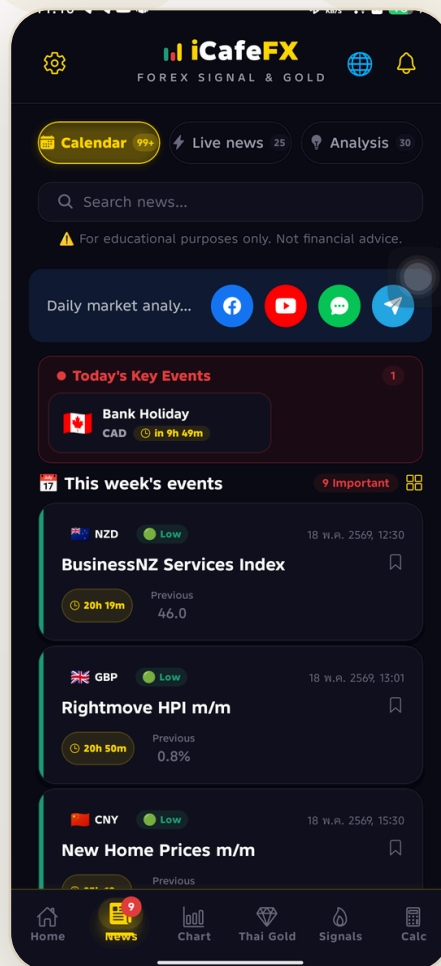 iCafeFX
FOREX SIGNAL & GOLD
Calendar 99+
Live news 25
Analysis 30
Search news...
For educational purposes only. Not financial advice.
Daily market analy...
Today's Key Events 1
Bank Holiday
CAD in 9h 49m
This week's events 9 Important
NZD Low 18 พ.ค. 2569, 12:30
BusinessNZ Services Index
20h 19m Previous
46.0
GBP Low 18 พ.ค. 2569, 13:01
Rightmove HPI m/m
20h 50m Previous
0.8%
CNY Low 18 พ.ค. 2569, 15:30
New Home Prices m/m
Previous
9
Home News Chart Thai Gold Signals Calc